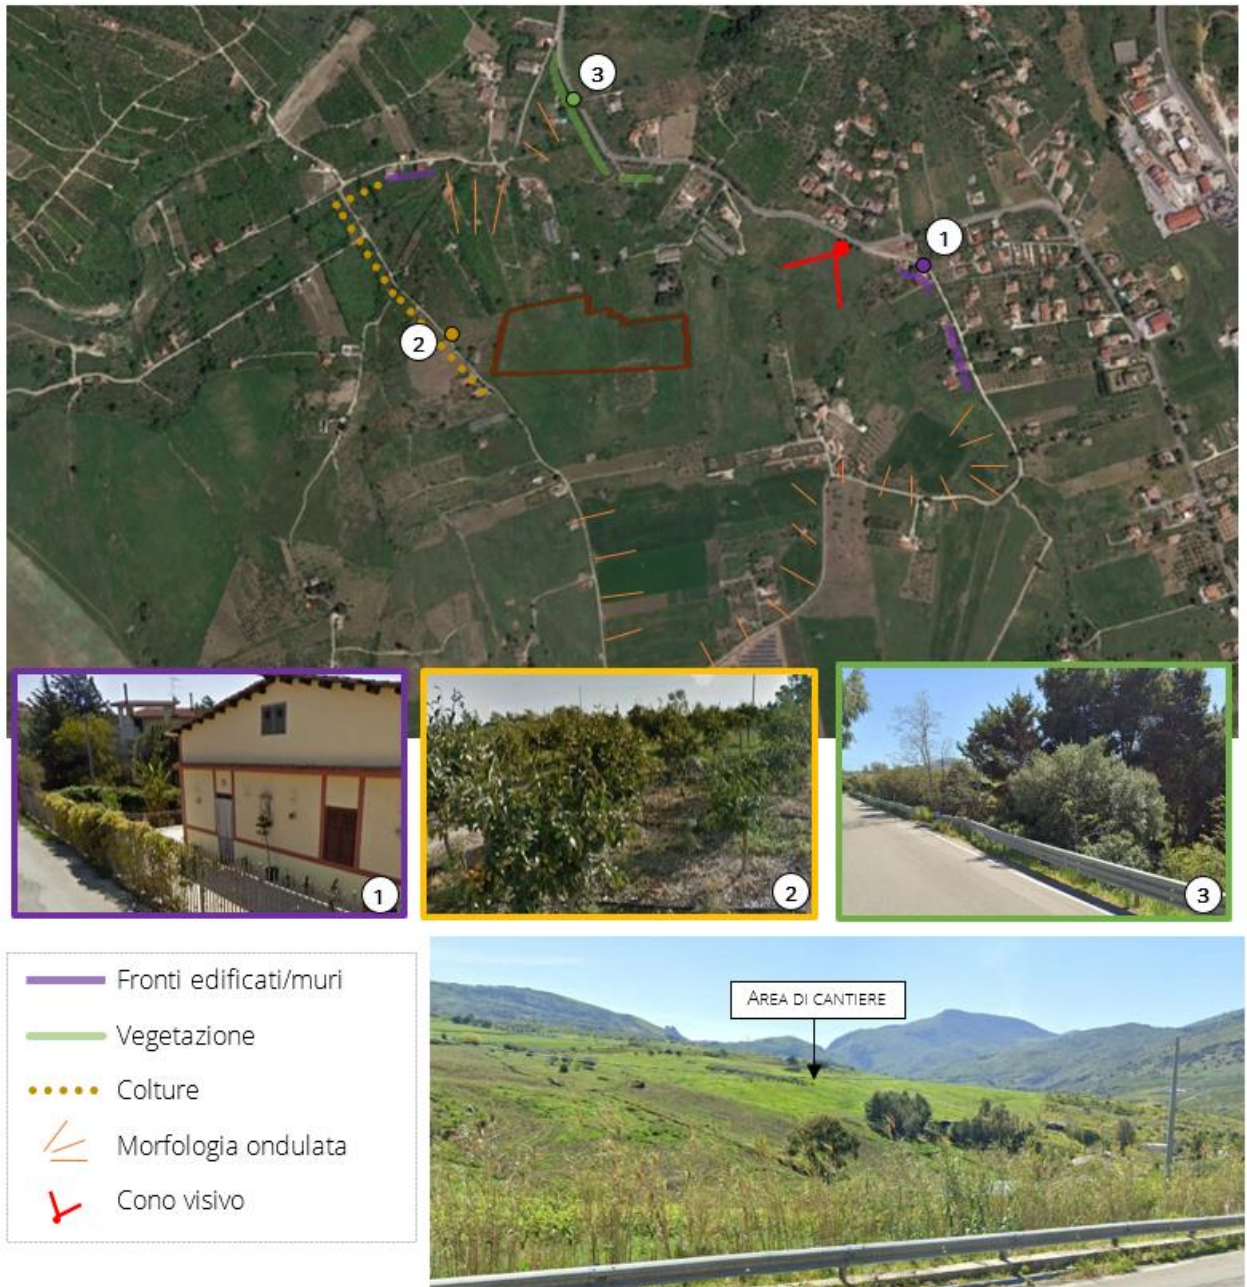 3
1
2
1
2
3
Fronti edificati/muri
Vegetazione
Colture
Morfologia ondulata
Cono visivo
AREA DI CANTIERE